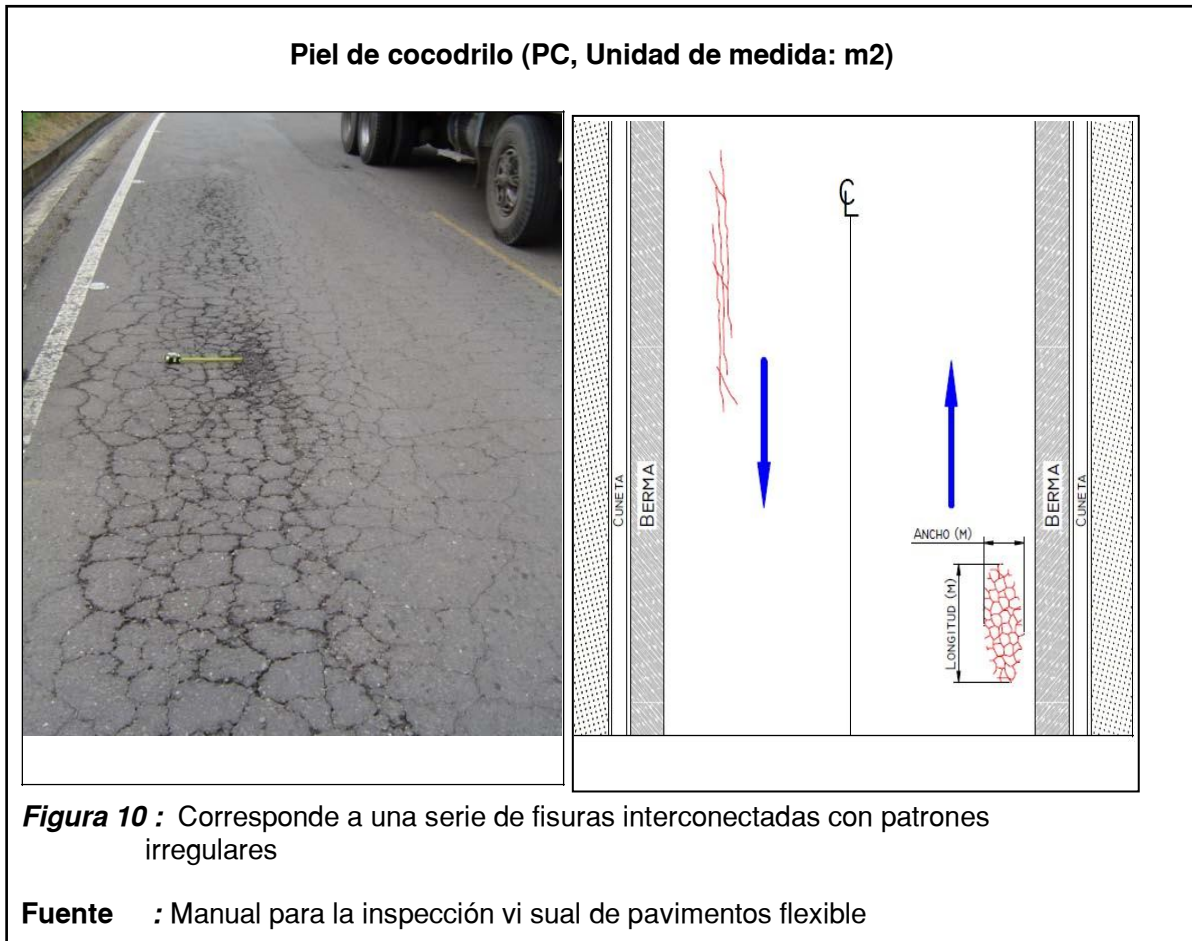 Piel de cocodrilo (PC, Unidad de medida: m2)
CL
CUNETA
BERMA
BERMA
CUNETA
ANCHO (M)
LONGITUD (M)
Figura 10 : Corresponde a una serie de fisuras interconectadas con patrones
irregulares
Fuente : Manual para la inspección vi sual de pavimentos flexible